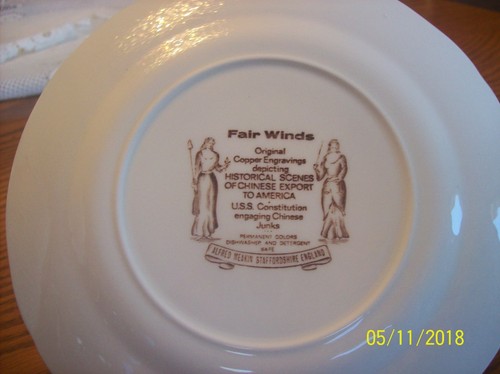 Fair Winds
Original
Copper Engravings
depicting
HISTORICAL SCENES
OF CHINESE EXPORT
TO AMERICA
U.S.S. Constitution
engaging Chinese
Junks
PERMANENT COLORS
DISHWASHER AND DETERGENT
SAFE
ALFRED MEAKIN STAFFORDSHIRE ENGLAND
05/11/2018